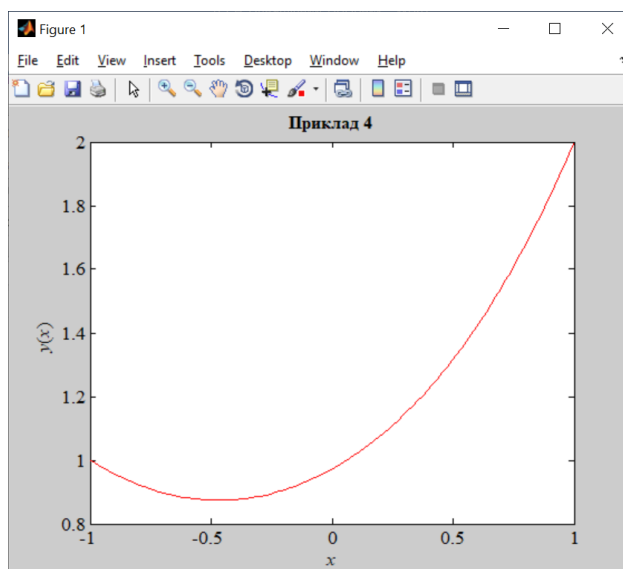 Figure 1
File Edit View Insert Tools Desktop Window Help
Приклад 4
2
1.8
1.6
1.4
1.2
1
0.8
y(x)
-1 -0.5 0 0.5 1
x